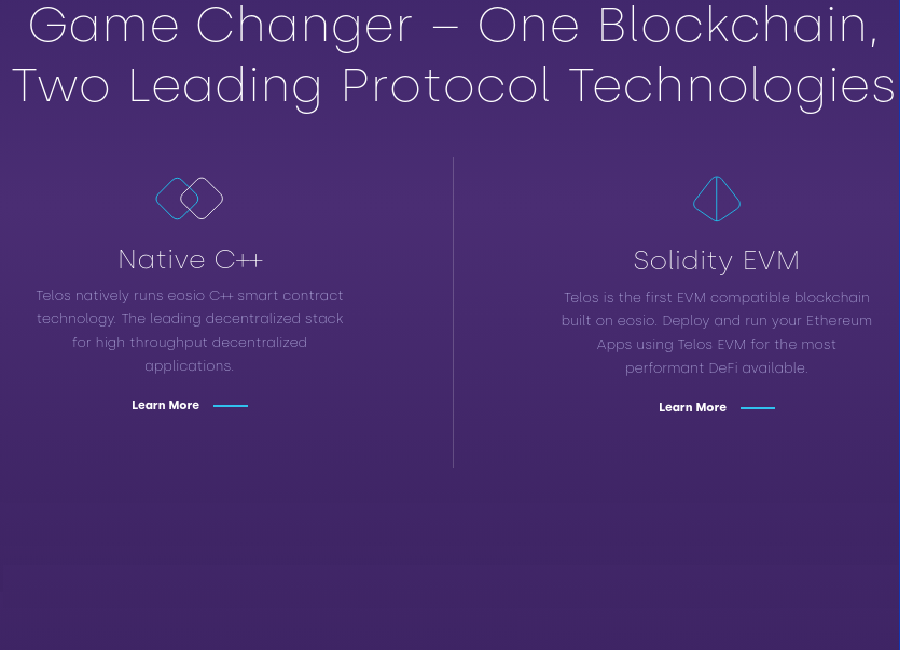 Game Changer – One Blockchain,
Two Leading Protocol Technologies
Native C++
Telos natively runs eosio C++ smart contract
technology. The leading decentralized stack
for high throughput decentralized
applications.
Learn More
Solidity EVM
Telos is the first EVM compatible blockchain
built on eosio. Deploy and run your Ethereum
Apps using Telos EVM for the most
performant DeFi available.
Learn More